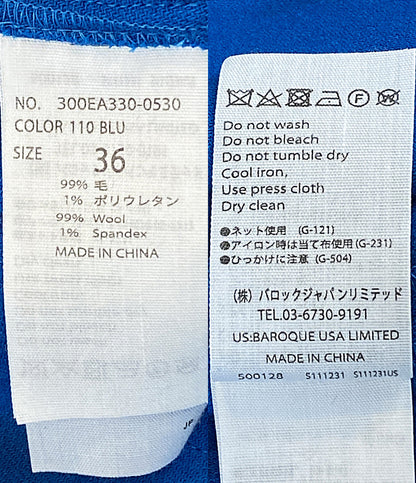 NO. 300EA330-0530
COLOR 110 BLU
SIZE 36
99% 毛
1% ポリウレタン
99% Wool
1% Spandex
MADE IN CHINA
Do not wash
Do not bleach
Do not tumble dry
Cool iron,
Use press cloth
Dry clean
●ネット使用 (G-121)
●アイロン時は当て布使用(G-231)
●ひっかけに注意 (G-504)
(株) バロックジャパンリミテッド
TEL.03-6730-9191
US:BAROQUE USA LIMITED
MADE IN CHINA
500128 S111231 S111231US